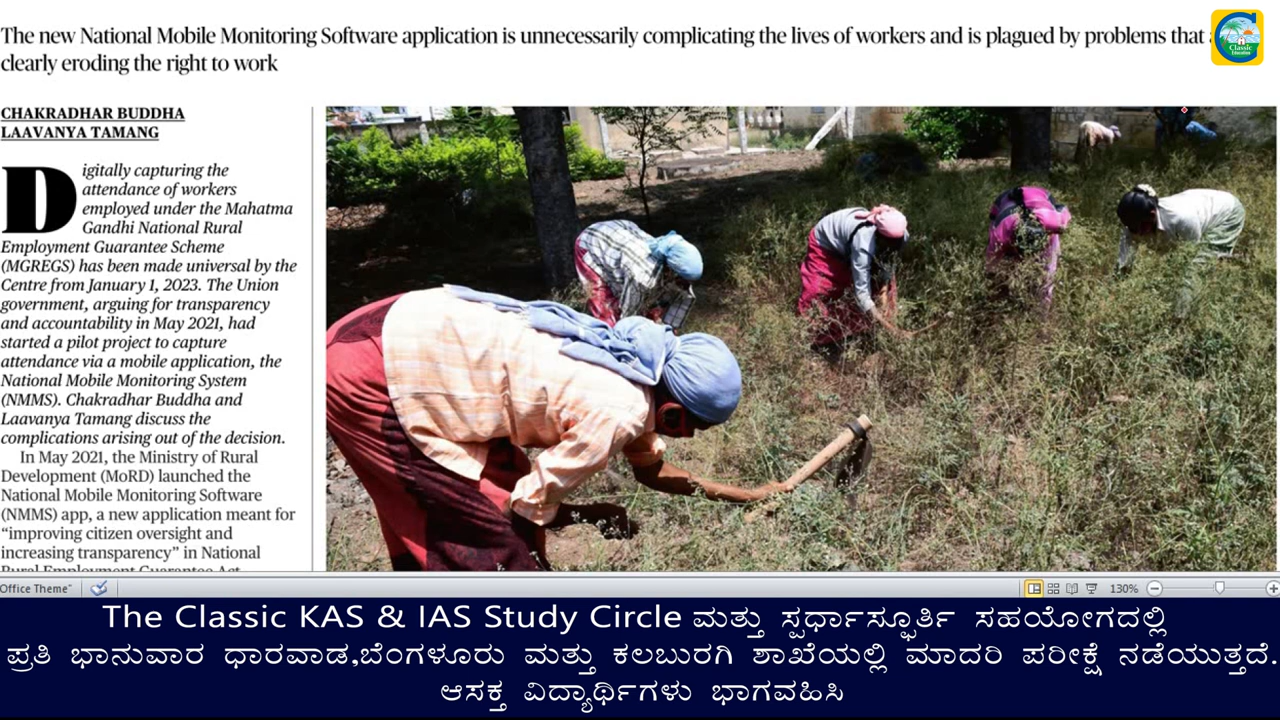 The new National Mobile Monitoring Software application is unnecessarily complicating the lives of workers and is plagued by problems that
clearly eroding the right to work
Classic
Education
CHAKRADHAR BUDDHA
LAAVANYA TAMANG
Digitally capturing the
attendance of workers
employed under the Mahatma
Gandhi National Rural
Employment Guarantee Scheme
(MGREGS) has been made universal by the
Centre from January 1, 2023. The Union
government, arguing for transparency
and accountability in May 2021, had
started a pilot project to capture
attendance via a mobile application, the
National Mobile Monitoring System
(NMMS). Chakradhar Buddha and
Laavanya Tamang discuss the
complications arising out of the decision.
In May 2021, the Ministry of Rural
Development (MoRD) launched the
National Mobile Monitoring Software
(NMMS) app, a new application meant for
“improving citizen oversight and
increasing transparency” in National
Rural Employment Guarantee Act
Office Theme"
130%
The Classic KAS & IAS Study Circle ಮತ್ತು ಸ್ಪರ್ಧಾಸ್ಫೂರ್ತಿ ಸಹಯೋಗದಲ್ಲಿ
ಪ್ರತಿ ಭಾನುವಾರ ಧಾರವಾಡ,ಬೆಂಗಳೂರು ಮತ್ತು ಕಲಬುರಗಿ ಶಾಖೆಯಲ್ಲಿ ಮಾದರಿ ಪರೀಕ್ಷೆ ನಡೆಯುತ್ತದೆ.
ಆಸಕ್ತ ವಿದ್ಯಾರ್ಥಿಗಳು ಭಾಗವಹಿಸಿ